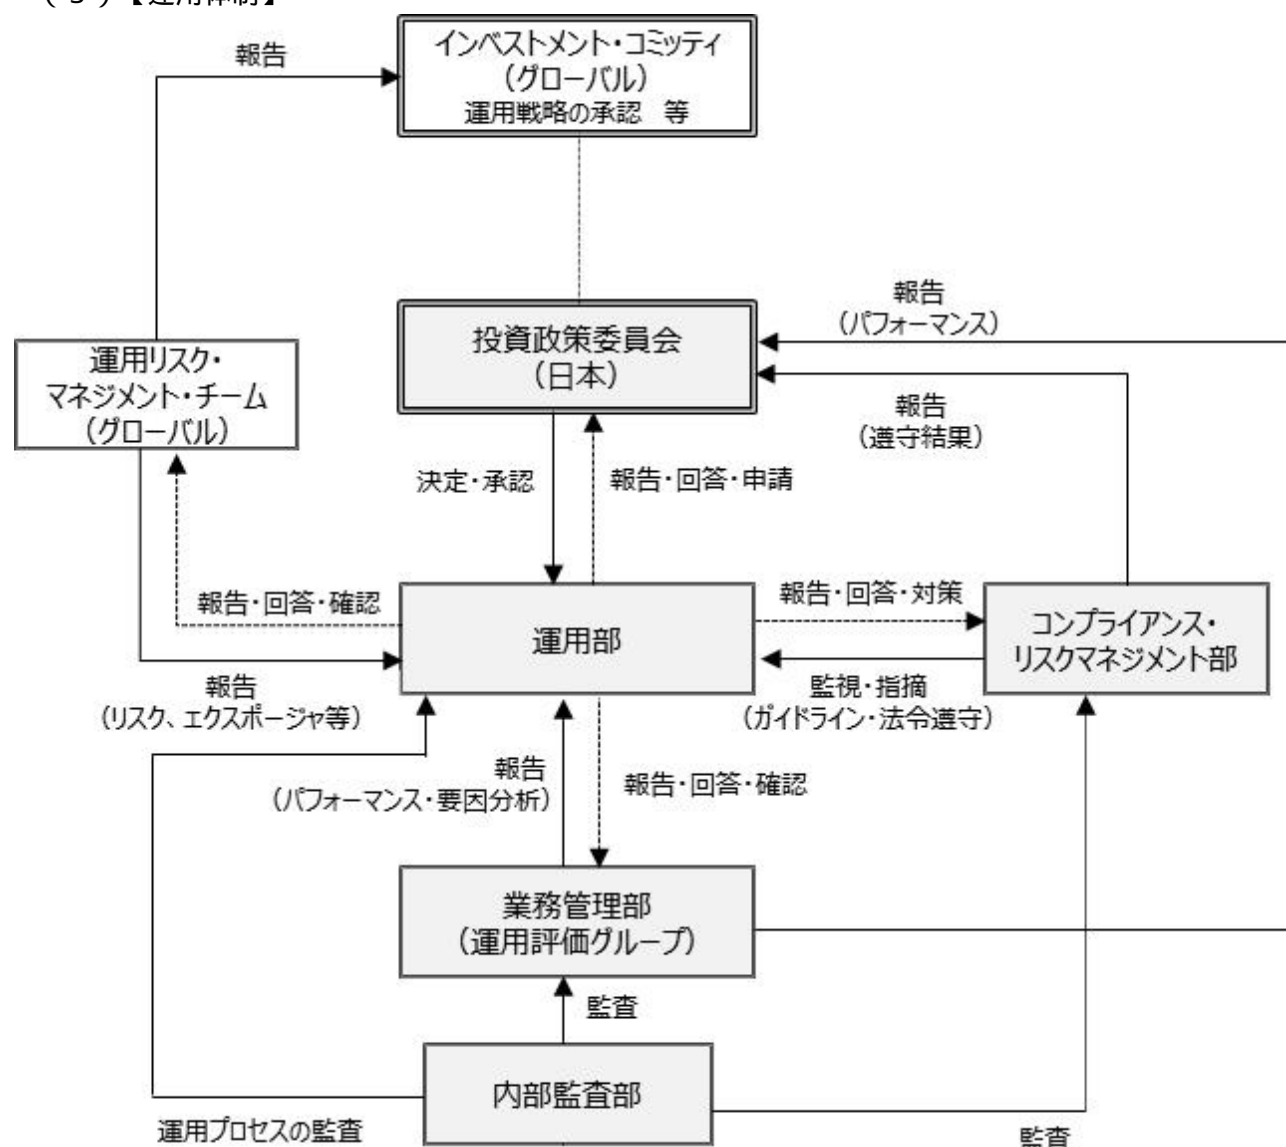 (3)【運用体制】
報告
インベストメント・コミッティ
(グローバル)
運用戦略の承認 等
報告
(パフォーマンス)
投資政策委員会
(日本)
運用リスク・
マネジメント・チーム
(グローバル)
報告
(遵守結果)
決定・承認
報告・回答・申請
報告・回答・確認
運用部
報告・回答・対策
コンプライアンス・
リスクマネジメント部
報告
(リスク、エクスポージャ等)
監視・指摘
(ガイドライン・法令遵守)
報告
(パフォーマンス・要因分析)
報告・回答・確認
業務管理部
(運用評価グループ)
監査
内部監査部
運用プロセスの監査
監査